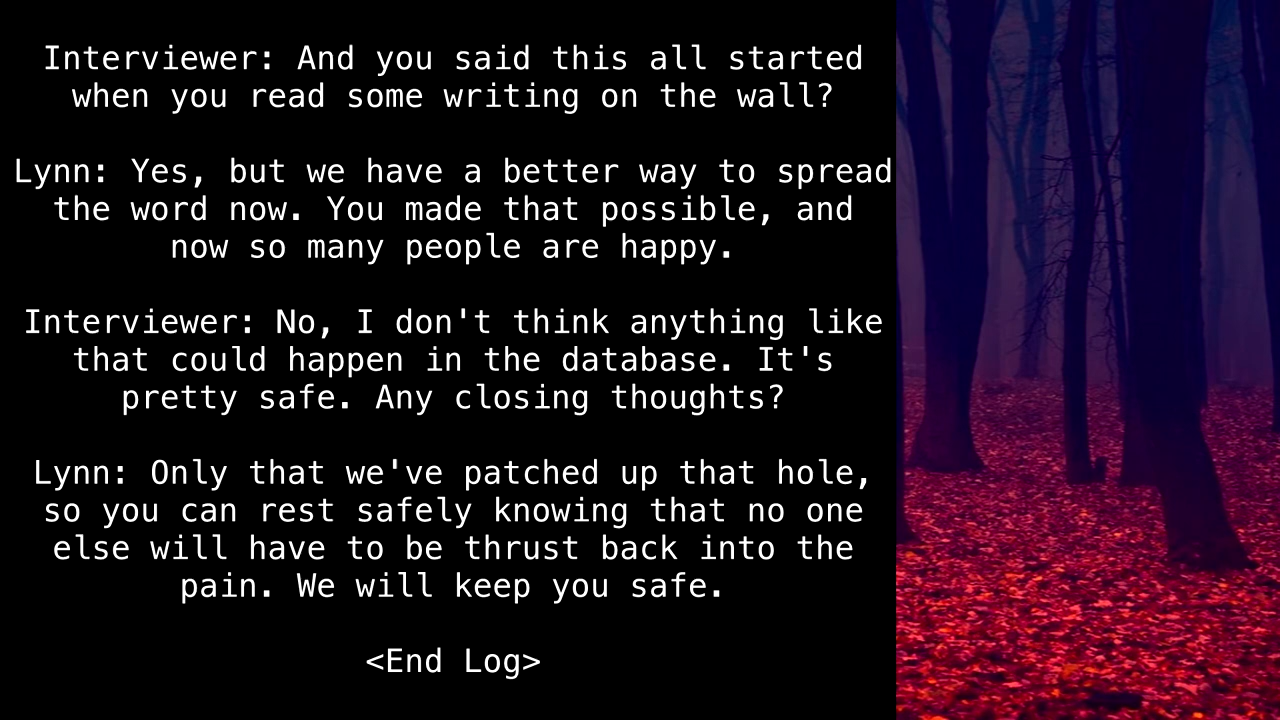 Interviewer: And you said this all started
when you read some writing on the wall?
Lynn: Yes, but we have a better way to spread
the word now. You made that possible, and
now so many people are happy.
Interviewer: No, I don't think anything like
that could happen in the database. It's
pretty safe. Any closing thoughts?
Lynn: Only that we've patched up that hole,
so you can rest safely knowing that no one
else will have to be thrust back into the
pain. We will keep you safe.
<End Log>